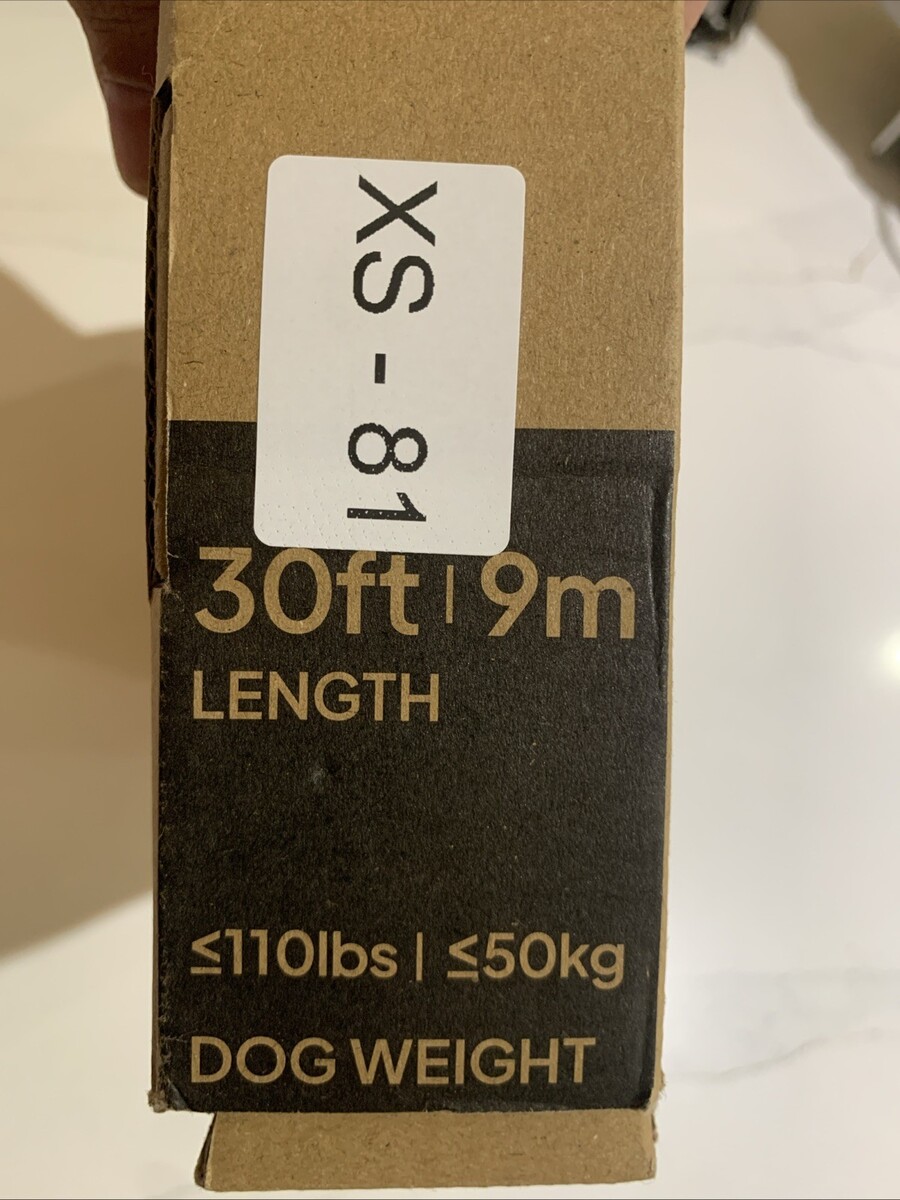 XS - 81
30ft | 9m
LENGTH
≤110lbs | ≤50kg
DOG WEIGHT